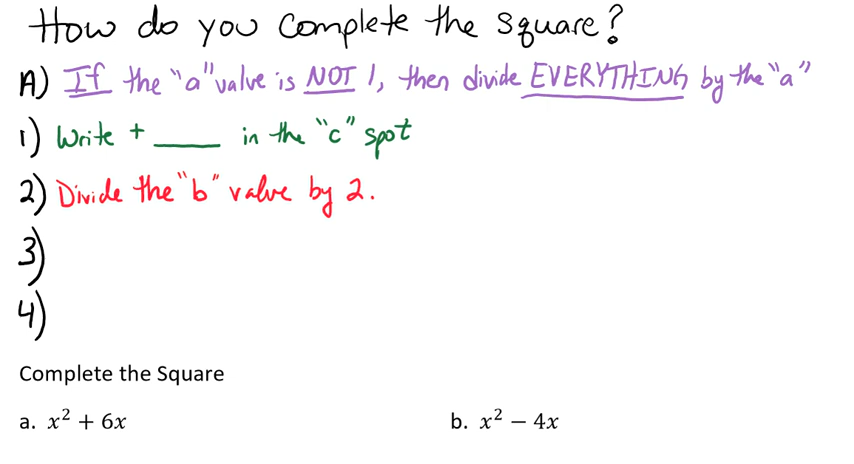 How do you Complete the Square?
A) If the "a" value is NOT 1, then divide EVERYTHING by the "a"
1) Write + ____ in the "c" spot
2) Divide the "b" value by 2.
3)
4)
Complete the Square
a. x² + 6x b. x² − 4x